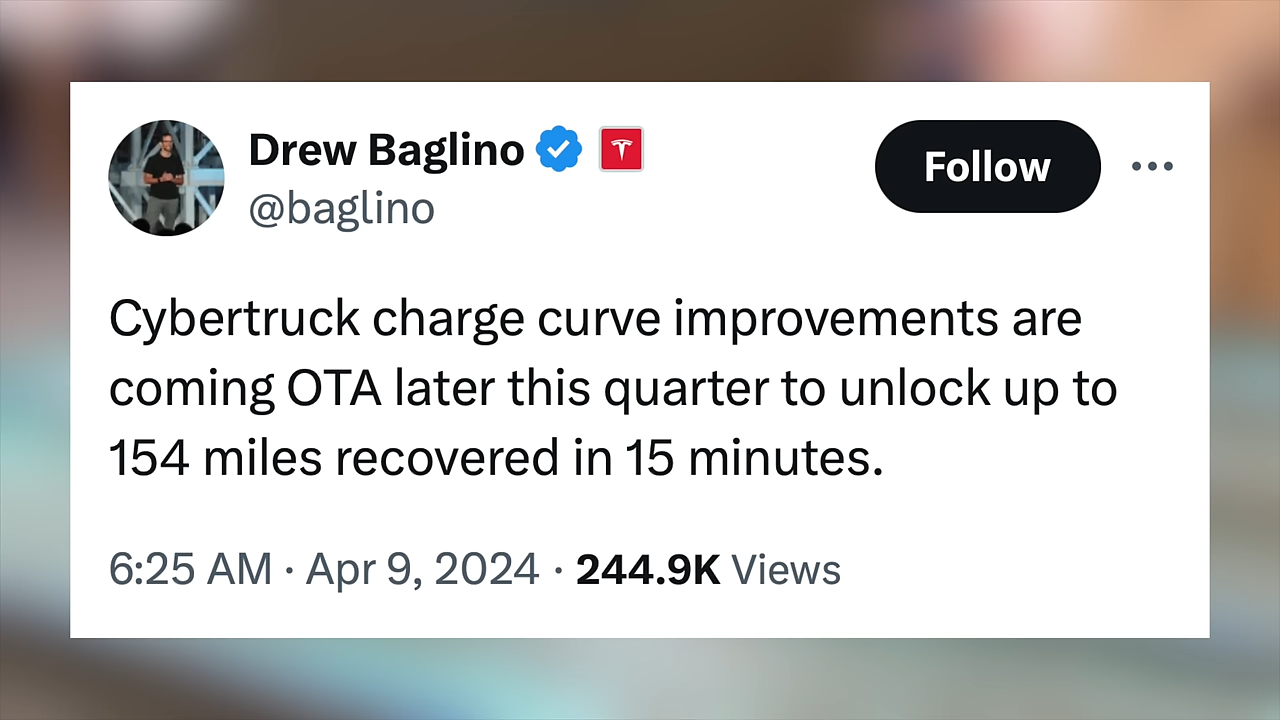 Drew Baglino
@baglino
Follow
Cybertruck charge curve improvements are
coming OTA later this quarter to unlock up to
154 miles recovered in 15 minutes.
6:25 AM · Apr 9, 2024 · 244.9K Views